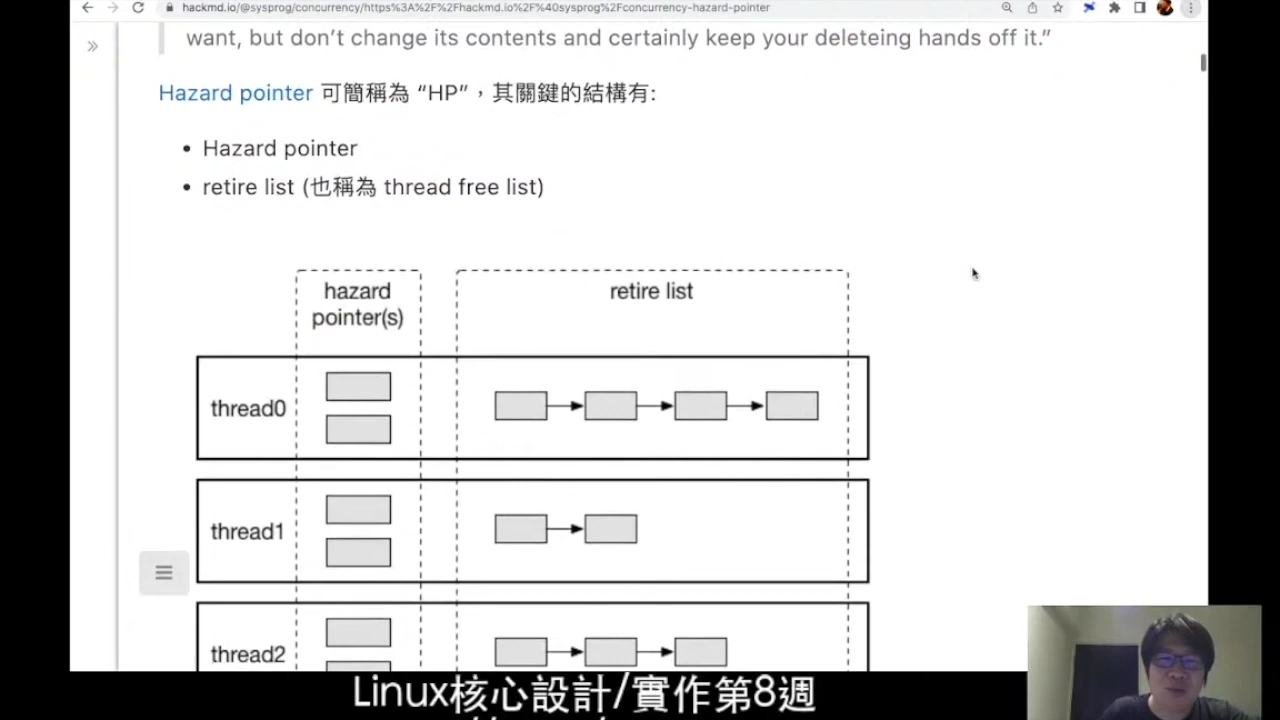 hackmd.io/@sysprog/concurrency/https%3A%2F%2Fhackmd.io%2F%40sysprog%2Fconcurrency-hazard-pointer
want, but don't change its contents and certainly keep your deleteing hands off it.”
Hazard pointer 可簡稱為 “HP”，其關鍵的結構有:
• Hazard pointer
• retire list (也稱為 thread free list)
hazard
pointer(s)
retire list
thread0
thread1
thread2
Linux核心設計/實作第8週